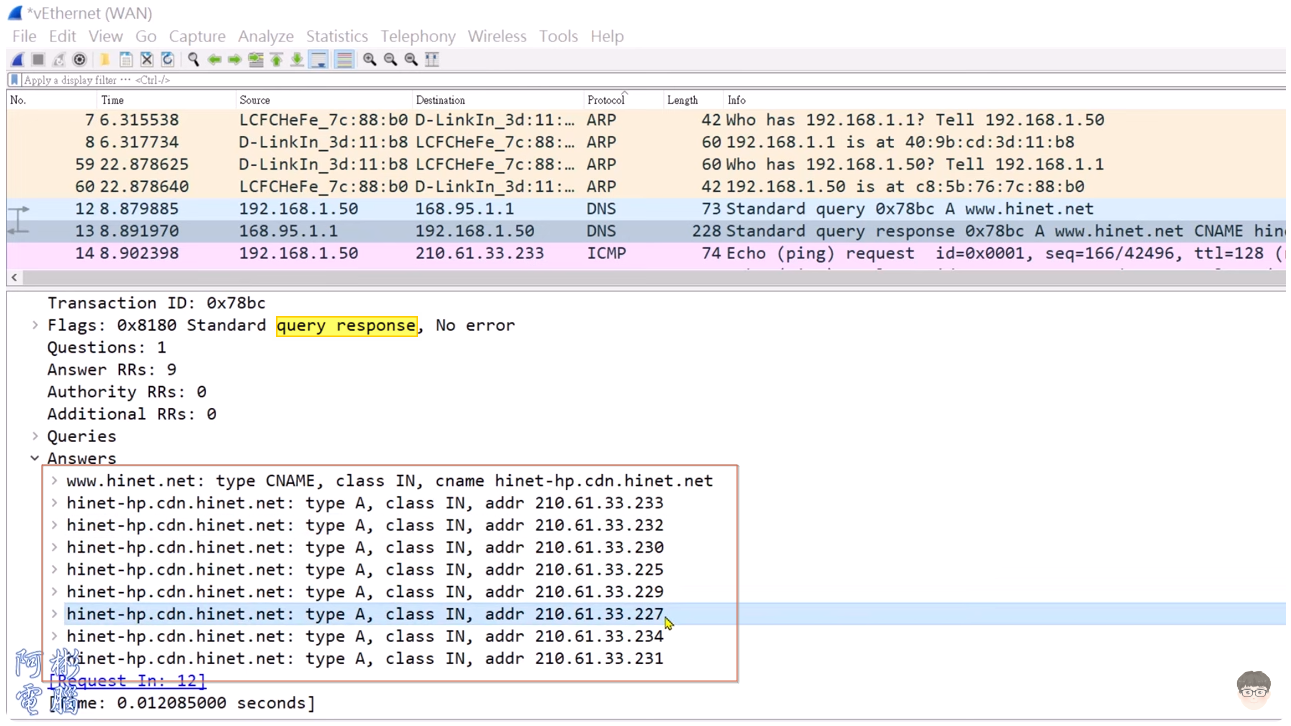 *vEthernet (WAN)
File Edit View Go Capture Analyze Statistics Telephony Wireless Tools Help
Apply a display filter … <Ctrl-/>
No. Time Source Destination Protocol Length Info
7 6.315538 LCFCHeFe_7c:88:b0 D-LinkIn_3d:11:… ARP 42 Who has 192.168.1.1? Tell 192.168.1.50
8 6.317734 D-LinkIn_3d:11:b8 LCFCHeFe_7c:88:… ARP 60 192.168.1.1 is at 40:9b:cd:3d:11:b8
59 22.878625 D-LinkIn_3d:11:b8 LCFCHeFe_7c:88:… ARP 60 Who has 192.168.1.50? Tell 192.168.1.1
60 22.878640 LCFCHeFe_7c:88:b0 D-LinkIn_3d:11:… ARP 42 192.168.1.50 is at c8:5b:76:7c:88:b0
12 8.879885 192.168.1.50 168.95.1.1 DNS 73 Standard query 0x78bc A www.hinet.net
13 8.891970 168.95.1.1 192.168.1.50 DNS 228 Standard query response 0x78bc A www.hinet.net CNAME hin
14 8.902398 192.168.1.50 210.61.33.233 ICMP 74 Echo (ping) request id=0x0001, seq=166/42496, ttl=128 (
Transaction ID: 0x78bc
Flags: 0x8180 Standard query response, No error
Questions: 1
Answer RRs: 9
Authority RRs: 0
Additional RRs: 0
Queries
Answers
www.hinet.net: type CNAME, class IN, cname hinet-hp.cdn.hinet.net
hinet-hp.cdn.hinet.net: type A, class IN, addr 210.61.33.233
hinet-hp.cdn.hinet.net: type A, class IN, addr 210.61.33.232
hinet-hp.cdn.hinet.net: type A, class IN, addr 210.61.33.230
hinet-hp.cdn.hinet.net: type A, class IN, addr 210.61.33.225
hinet-hp.cdn.hinet.net: type A, class IN, addr 210.61.33.229
hinet-hp.cdn.hinet.net: type A, class IN, addr 210.61.33.227
hinet-hp.cdn.hinet.net: type A, class IN, addr 210.61.33.234
hinet-hp.cdn.hinet.net: type A, class IN, addr 210.61.33.231
[Request In: 12]
[Time: 0.012085000 seconds]
阿彬
電腦